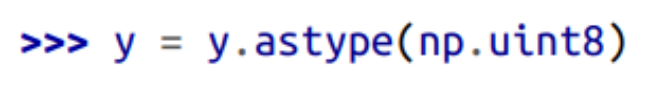 >>> y = y.astype(np.uint8)